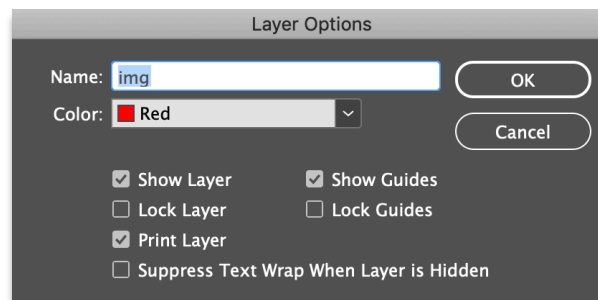 Layer Options
Name: img
OK
Color: Red
Cancel
Show Layer
Show Guides
Lock Layer
Lock Guides
Print Layer
Suppress Text Wrap When Layer is Hidden